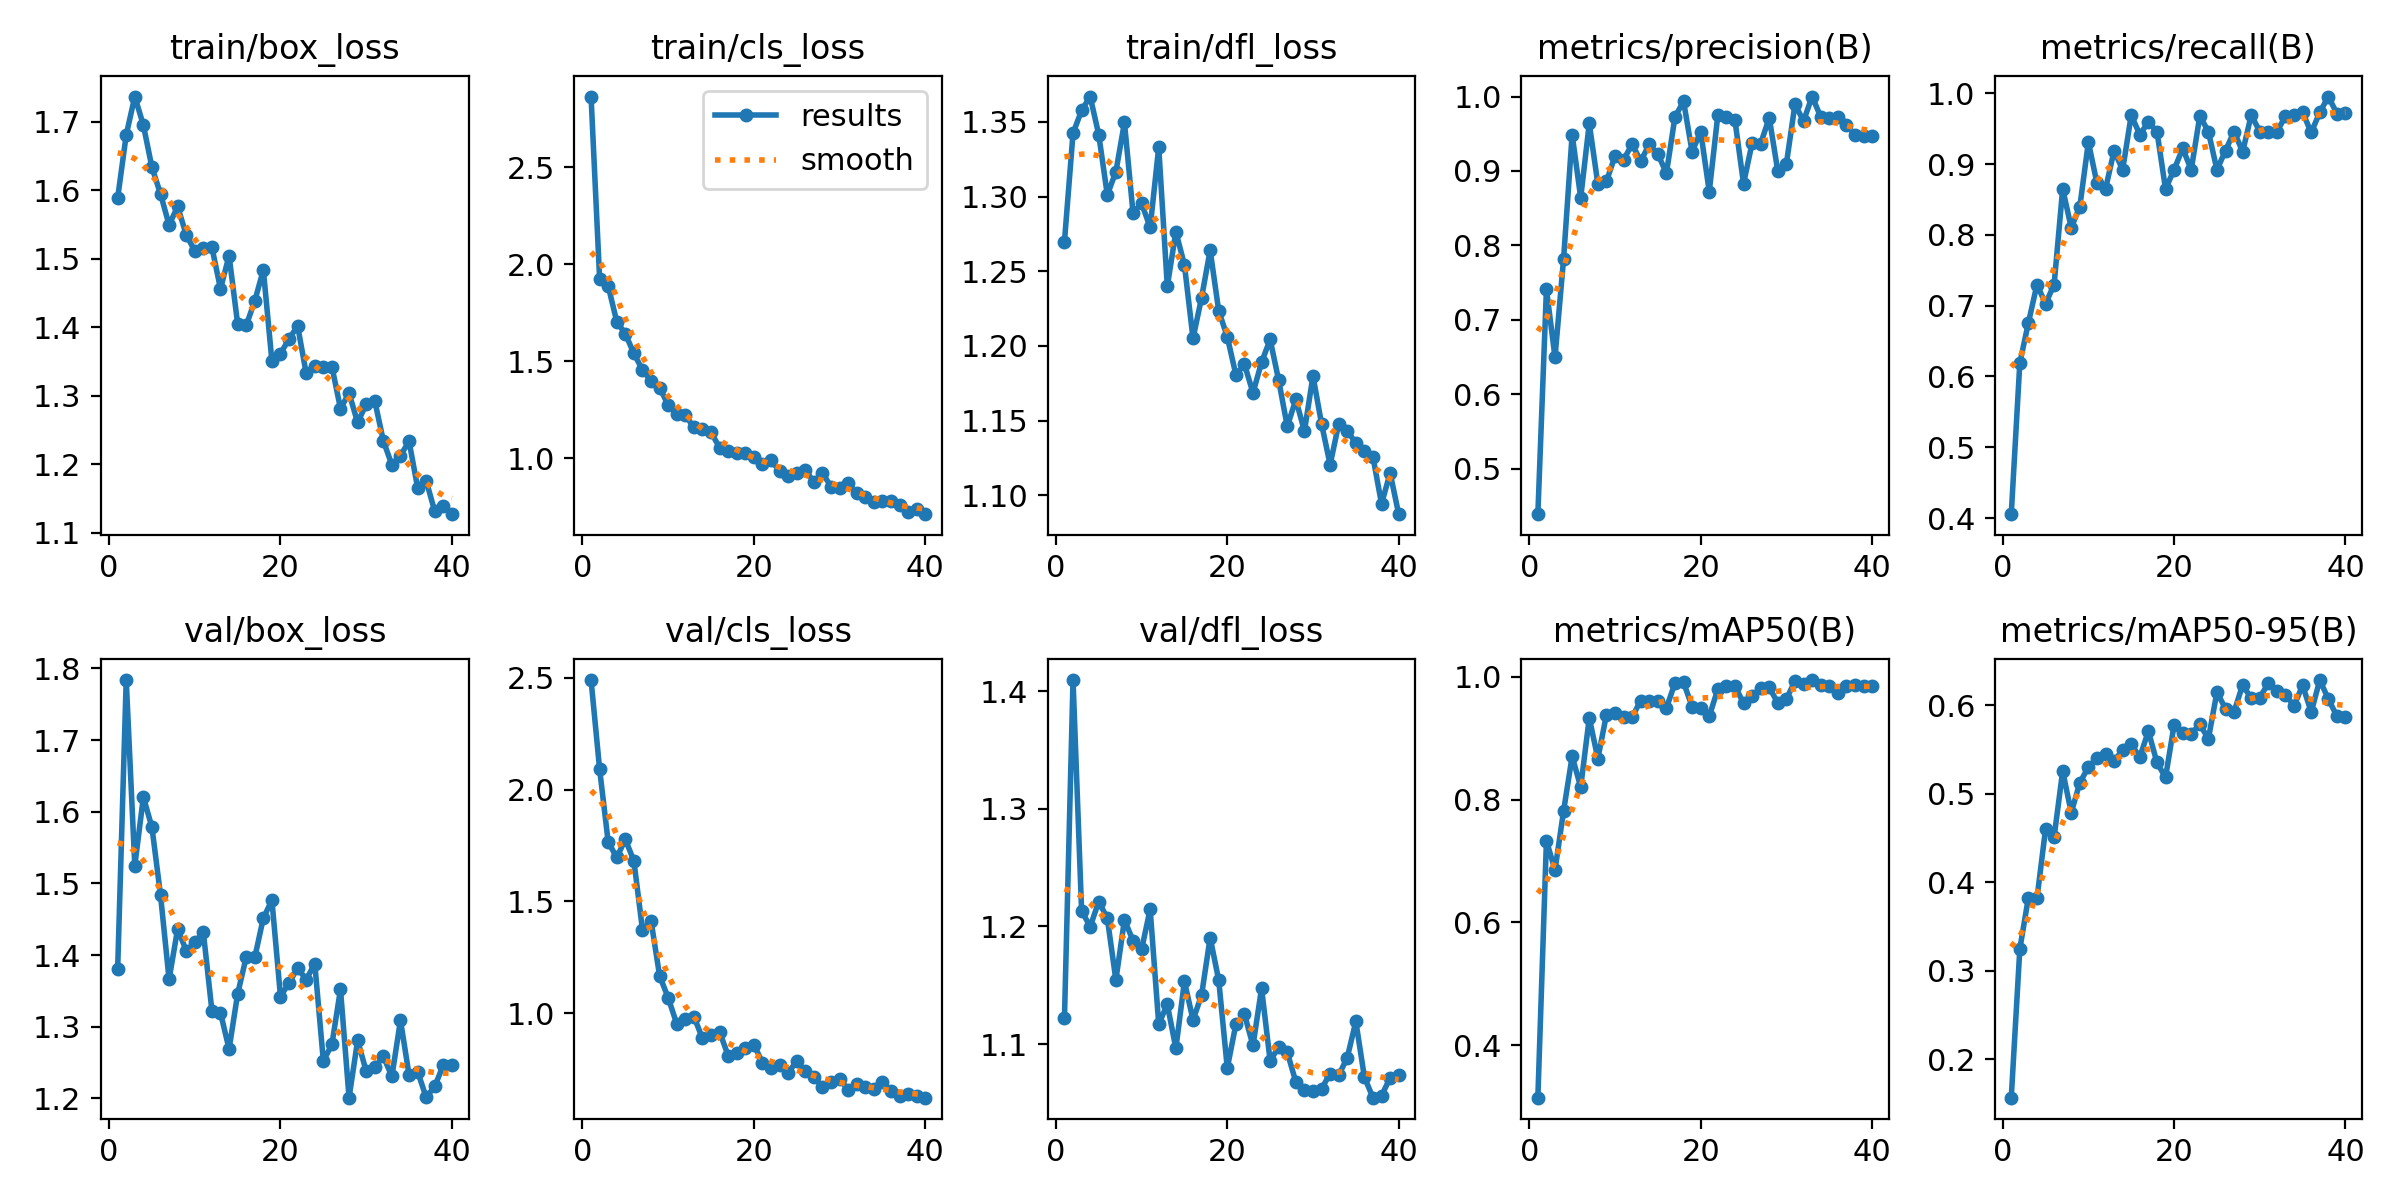 train/box_loss
1.7
1.6
1.5
1.4
1.3
1.2
1.1
0 20 40
train/cls_loss
results
smooth
2.5
2.0
1.5
1.0
0 20 40
train/dfl_loss
1.35
1.30
1.25
1.20
1.15
1.10
0 20 40
metrics/precision(B)
1.0
0.9
0.8
0.7
0.6
0.5
0 20 40
metrics/recall(B)
1.0
0.9
0.8
0.7
0.6
0.5
0.4
0 20 40
val/box_loss
1.8
1.7
1.6
1.5
1.4
1.3
1.2
0 20 40
val/cls_loss
2.5
2.0
1.5
1.0
0 20 40
val/dfl_loss
1.4
1.3
1.2
1.1
0 20 40
metrics/mAP50(B)
1.0
0.8
0.6
0.4
0 20 40
metrics/mAP50-95(B)
0.6
0.5
0.4
0.3
0.2
0 20 40